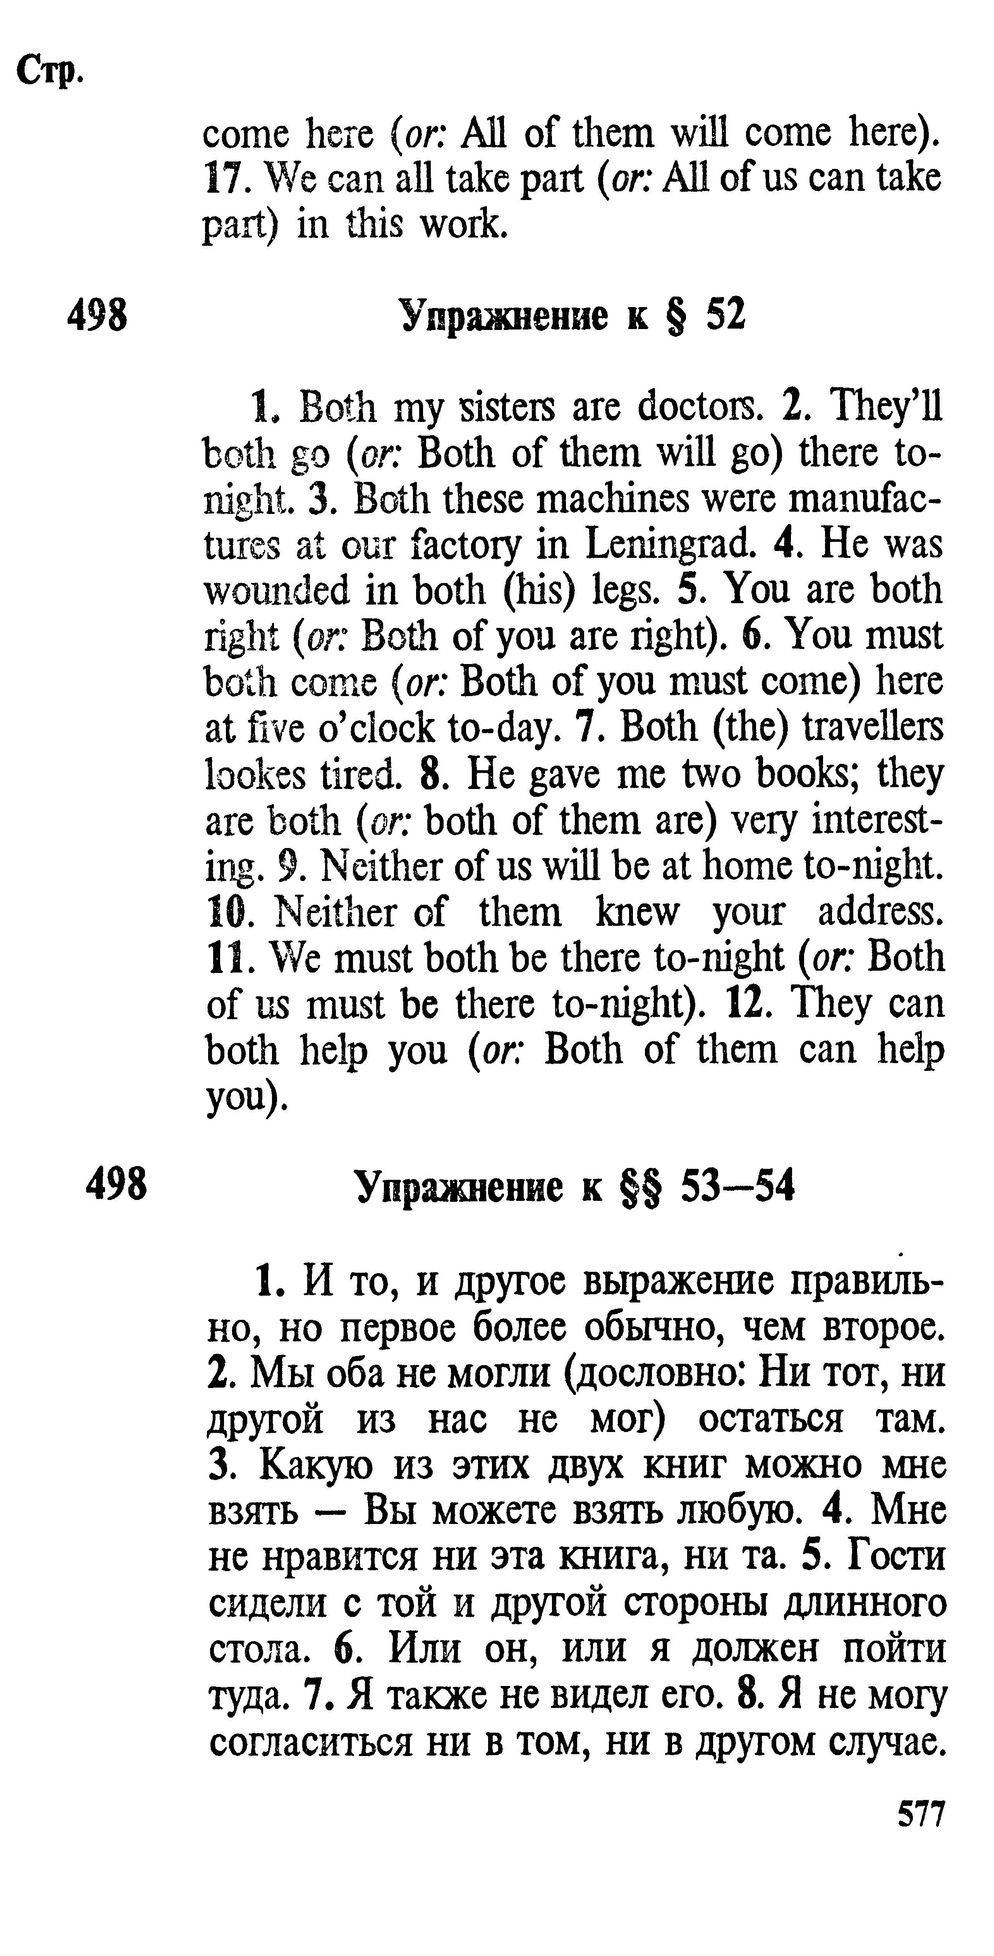 Стр.
come here (or: All of them will come here).
17. We can all take part (or: All of us can take
part) in this work.
498 Упражнение к § 52
1. Both my sisters are doctors. 2. They'll
both go (or: Both of them will go) there to-
night. 3. Both these machines were manufac-
tures at our factory in Leningrad. 4. He was
wounded in both (his) legs. 5. You are both
right (or: Both of you are right). 6. You must
both come (or: Both of you must come) here
at five o'clock to-day. 7. Both (the) travellers
lookes tired. 8. He gave me two books; they
are both (or: both of them are) very interest-
ing. 9. Neither of us will be at home to-night.
10. Neither of them knew your address.
11. We must both be there to-night (or: Both
of us must be there to-night). 12. They can
both help you (or: Both of them can help
you).
498 Упражнение к §§ 53—54
1. И то, и другое выражение правиль-
но, но первое более обычно, чем второе.
2. Мы оба не могли (дословно: Ни тот, ни
другой из нас не мог) остаться там.
3. Какую из этих двух книг можно мне
взять — Вы можете взять любую. 4. Мне
не нравится ни эта книга, ни та. 5. Гости
сидели с той и другой стороны длинного
стола. 6. Или он, или я должен пойти
туда. 7. Я также не видел его. 8. Я не могу
согласиться ни в том, ни в другом случае.
577